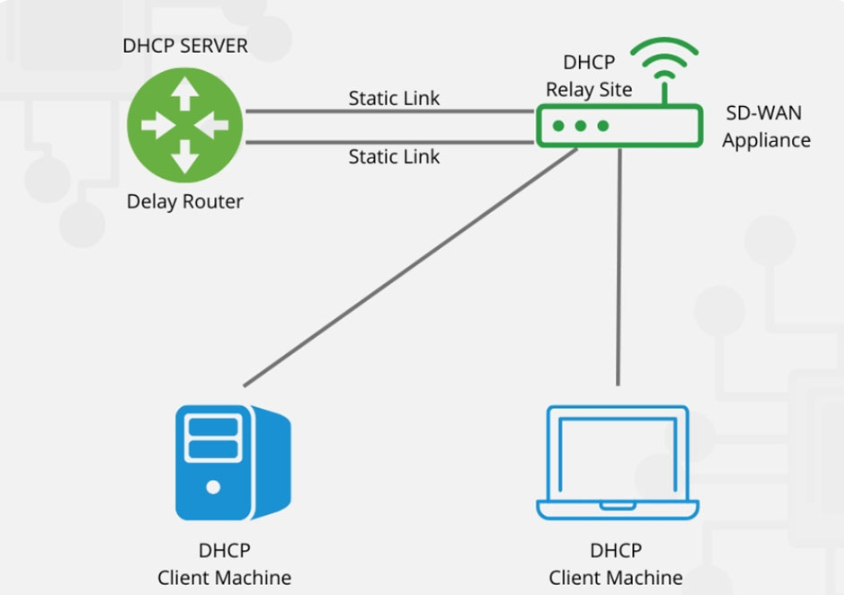 DHCP SERVER
Delay Router
Static Link
Static Link
DHCP
Relay Site
SD-WAN
Appliance
DHCP
Client Machine
DHCP
Client Machine